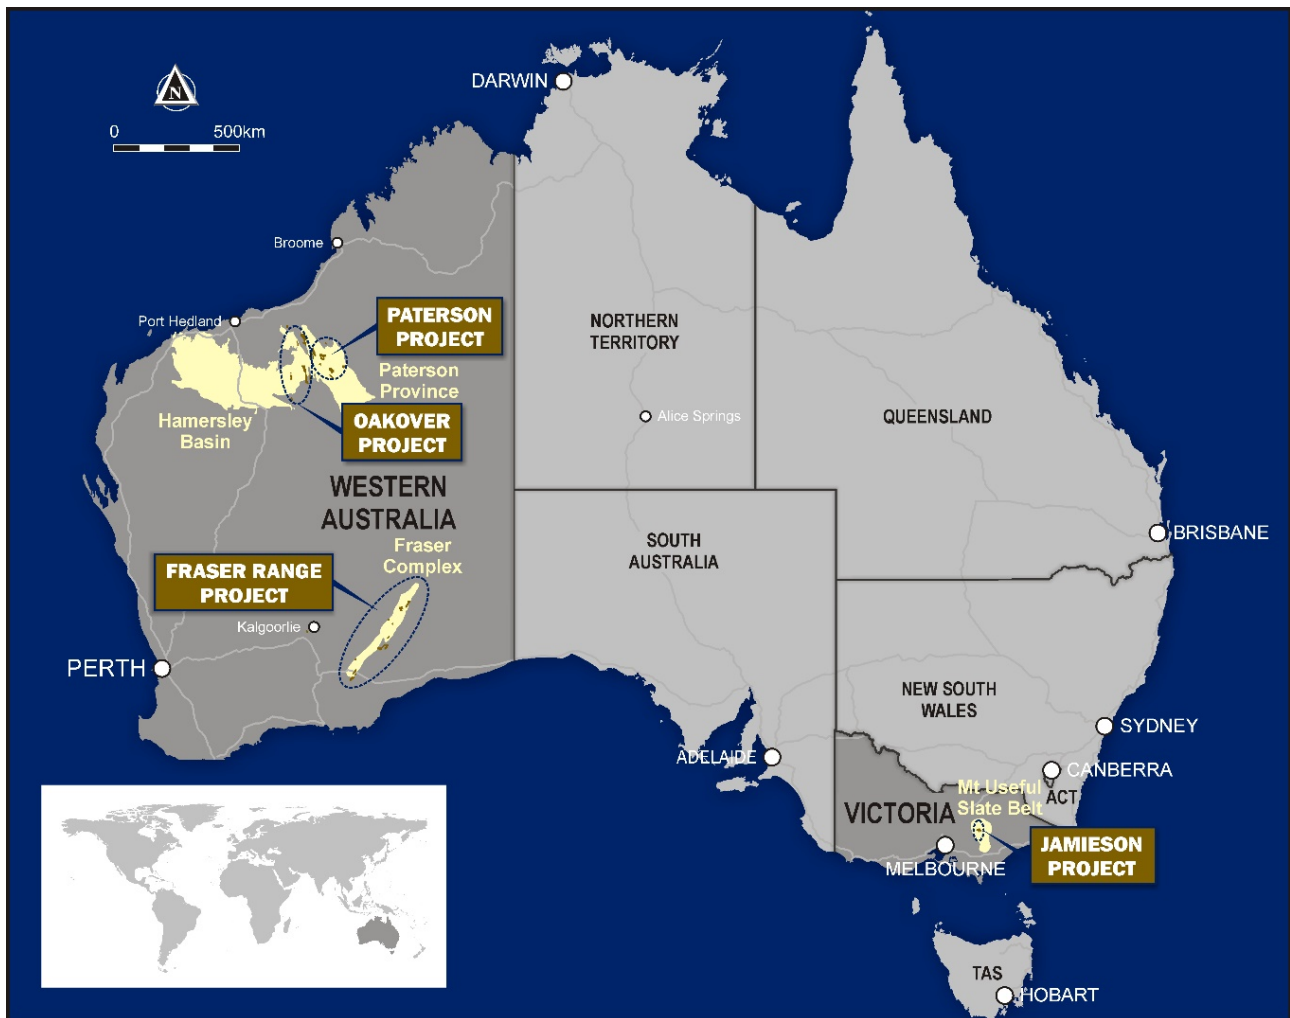 DARWIN
N
0 500km
Broome
Port Hedland
PATERSON
PROJECT
Paterson
Province
NORTHERN
TERRITORY
Hamersley
Basin
OAKOVER
PROJECT
Alice Springs
QUEENSLAND
WESTERN
AUSTRALIA
Fraser
Complex
SOUTH
AUSTRALIA
BRISBANE
FRASER RANGE
PROJECT
Kalgoorlie
PERTH
NEW SOUTH
WALES
SYDNEY
ADELAIDE
CANBERRA
ACT
Mt Useful
Slate Belt
VICTORIA
JAMIESON
PROJECT
MELBOURNE
TAS
HOBART